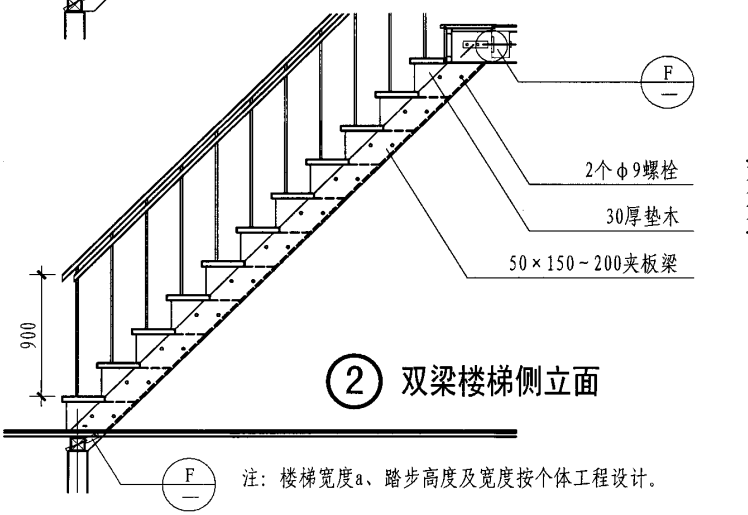 F
—
2个φ9螺栓
30厚垫木
50×150~200夹板梁
900
2 双梁楼梯侧立面
F
—
注: 楼梯宽度a、踏步高度及宽度按个体工程设计。